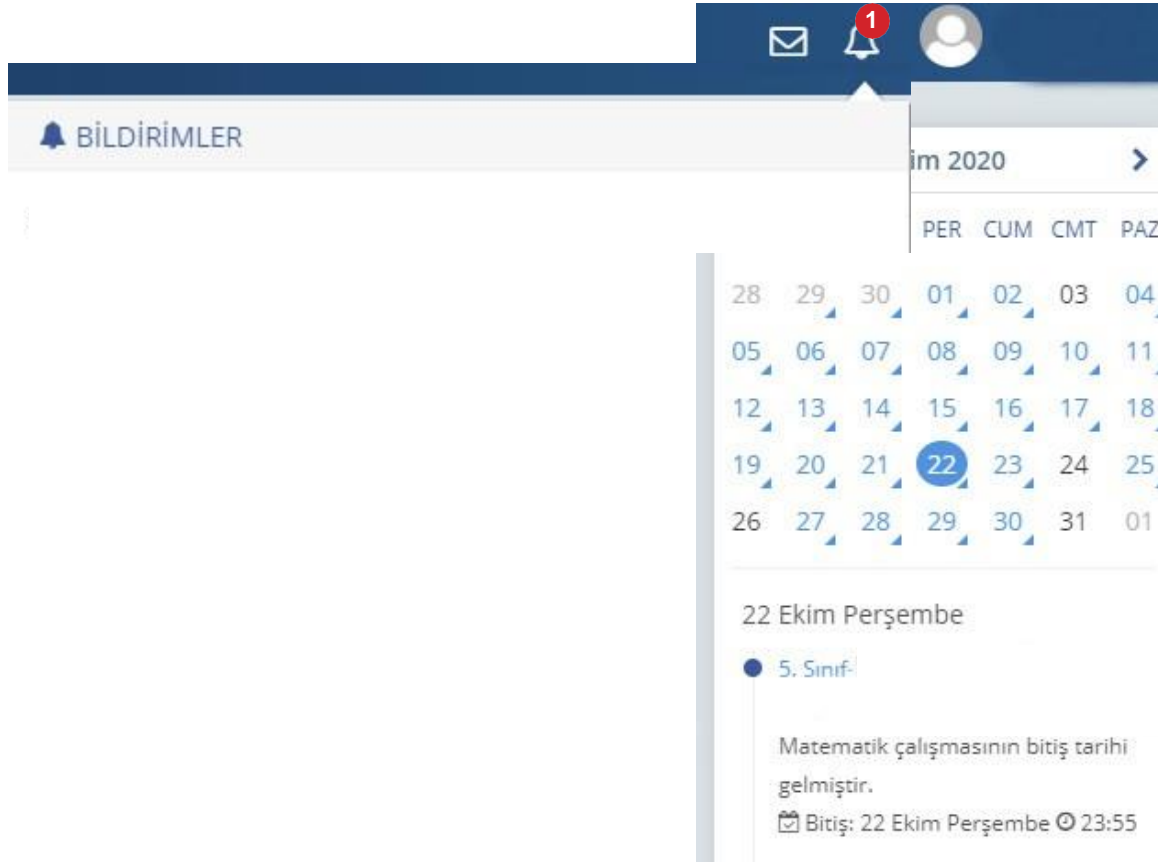 1
BİLDİRİMLER
im 2020
PER CUM CMT PAZ
28 29 30 01 02 03 04
05 06 07 08 09 10 11
12 13 14 15 16 17 18
19 20 21 22 23 24 25
26 27 28 29 30 31 01
22 Ekim Perşembe
5. Sınıf-
Matematik çalışmasının bitiş tarihi
gelmiştir.
Bitiş: 22 Ekim Perşembe 23:55